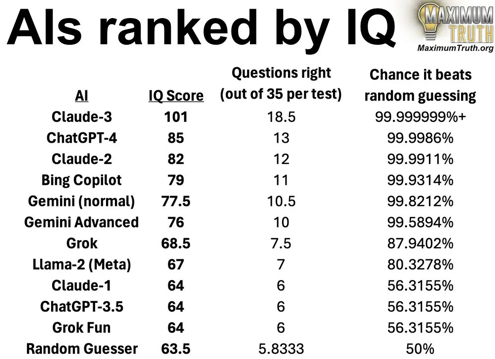 AIs ranked by IQ
MAXIMUM
TRUTH
MaximumTruth.org
Questions right Chance it beats
AI IQ Score (out of 35 per test) random guessing
Claude-3 101 18.5 99.999999%+
ChatGPT-4 85 13 99.9986%
Claude-2 82 12 99.9911%
Bing Copilot 79 11 99.9314%
Gemini (normal) 77.5 10.5 99.8212%
Gemini Advanced 76 10 99.5894%
Grok 68.5 7.5 87.9402%
Llama-2 (Meta) 67 7 80.3278%
Claude-1 64 6 56.3155%
ChatGPT-3.5 64 6 56.3155%
Grok Fun 64 6 56.3155%
Random Guesser 63.5 5.8333 50%